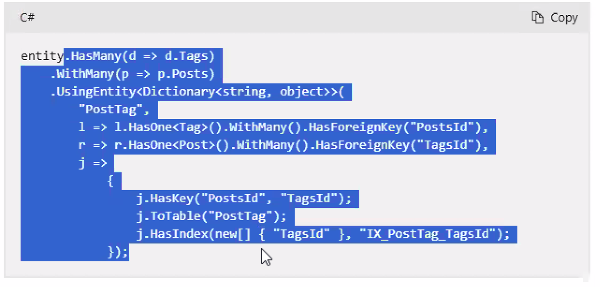 C#
Copy
entity.HasMany(d => d.Tags)
.WithMany(p => p.Posts)
.UsingEntity<Dictionary<string, object>>(
"PostTag",
l => l.HasOne<Tag>().WithMany().HasForeignKey("PostsId"),
r => r.HasOne<Post>().WithMany().HasForeignKey("TagsId"),
j =>
{
j.HasKey("PostsId", "TagsId");
j.ToTable("PostTag");
j.HasIndex(new[] { "TagsId" }, "IX_PostTag_TagsId");
});